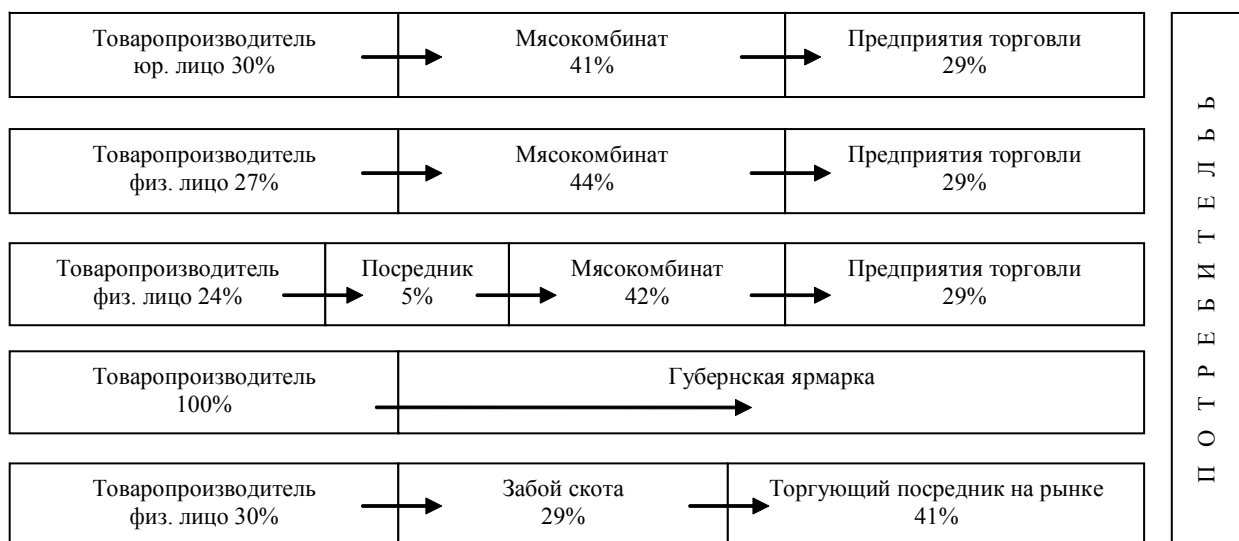 Товаропроизводитель
юр. лицо 30%
Мясокомбинат
41%
Предприятия торговли
29%
Товаропроизводитель
физ. лицо 27%
Мясокомбинат
44%
Предприятия торговли
29%
Товаропроизводитель
физ. лицо 24%
Посредник
5%
Мясокомбинат
42%
Предприятия торговли
29%
Товаропроизводитель
100%
Губернская ярмарка
Товаропроизводитель
физ. лицо 30%
Забой скота
29%
Торгующий посредник на рынке
41%
П О Т Р Е Б И Т Е Л Ь Ь